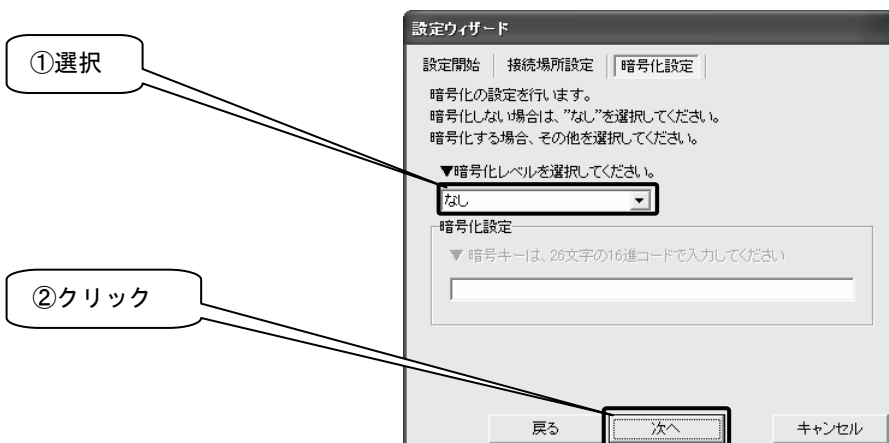 設定ウィザード
①選択
設定開始 接続場所設定 暗号化設定
暗号化の設定を行います。
暗号化しない場合は、”なし”を選択してください。
暗号化する場合、その他を選択してください。
▼暗号化レベルを選択してください。
なし
暗号化設定
▼ 暗号キーは、26文字の16進コードで入力してください
②クリック
戻る 次へ キャンセル